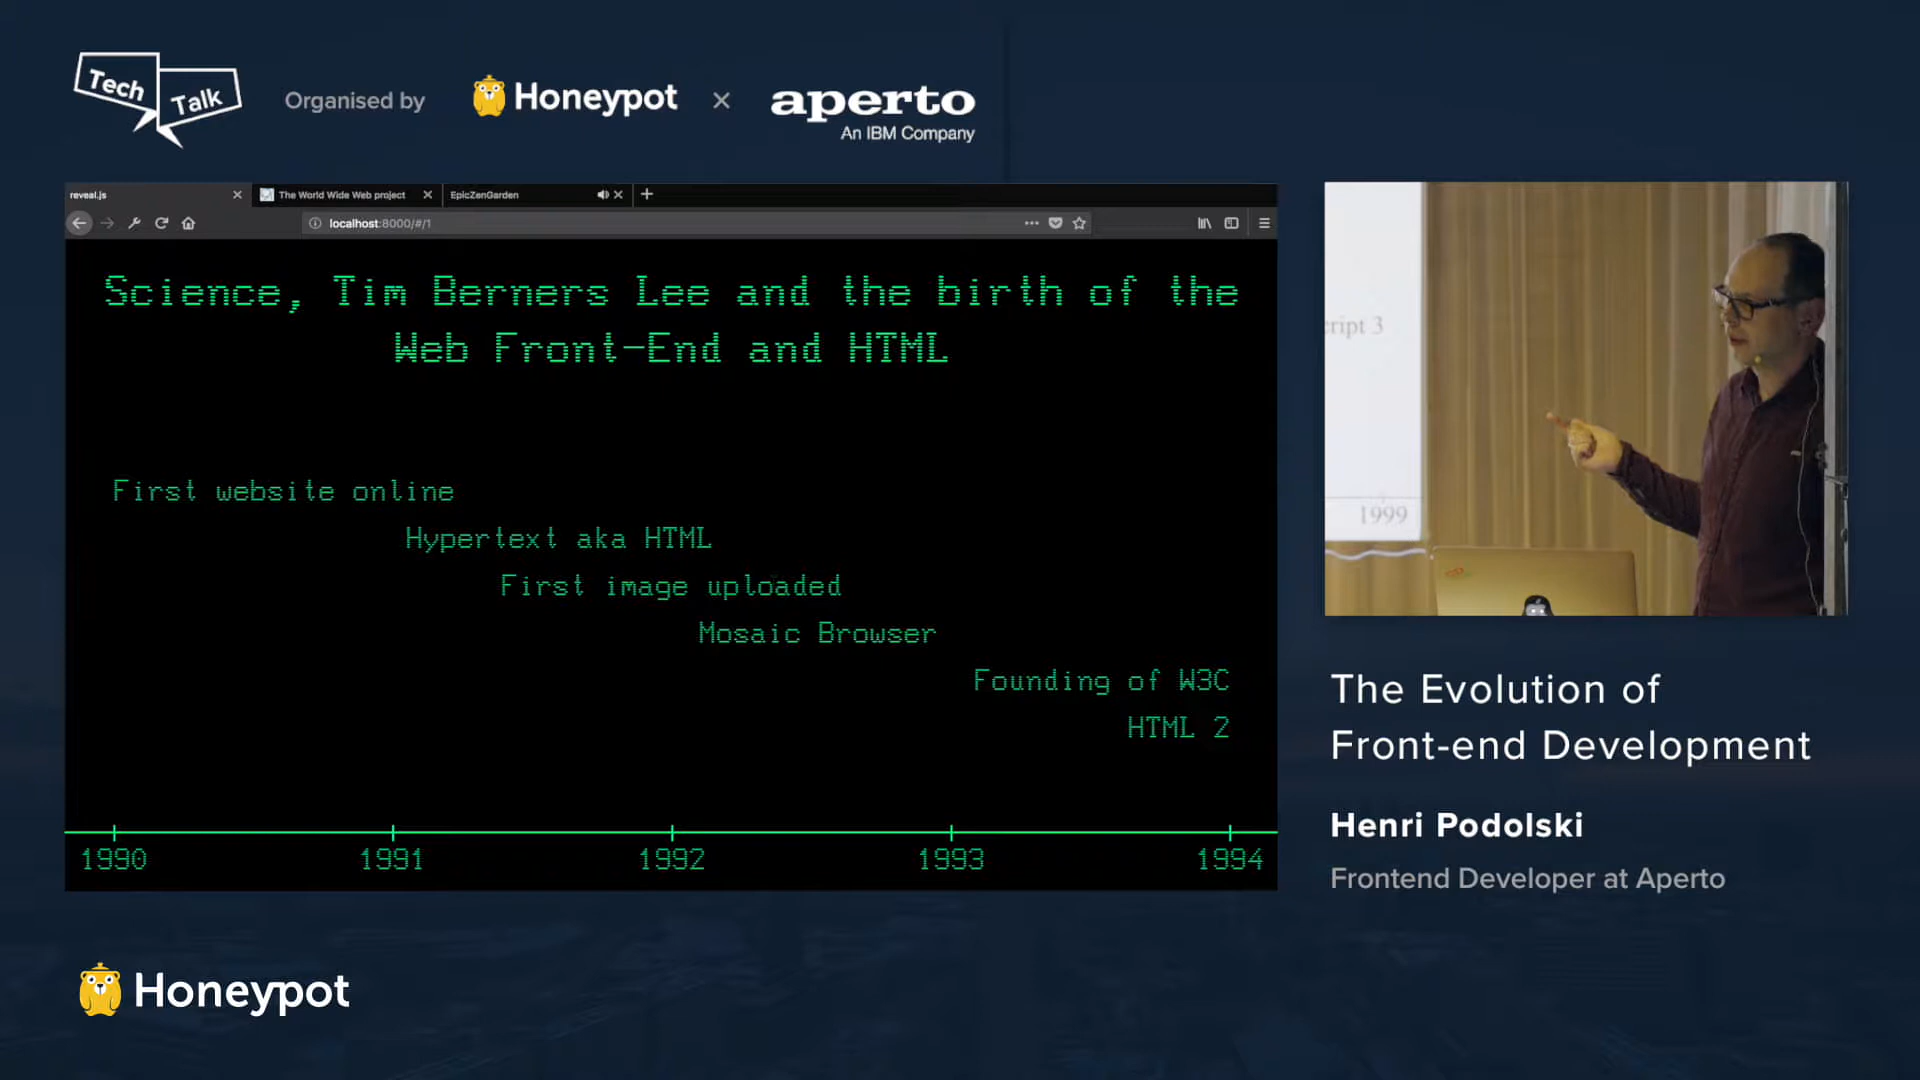 Tech
Talk
Organised by
Honeypot
×
aperto
An IBM Company
reveal.js
The World Wide Web project
EpicZenGarden
localhost:8000/#/1
Science, Tim Berners Lee and the birth of the
Web Front-End and HTML
First website online
Hypertext aka HTML
First image uploaded
Mosaic Browser
Founding of W3C
HTML 2
1990 1991 1992 1993 1994
cript 3
1999
The Evolution of
Front-end Development
Henri Podolski
Frontend Developer at Aperto
Honeypot